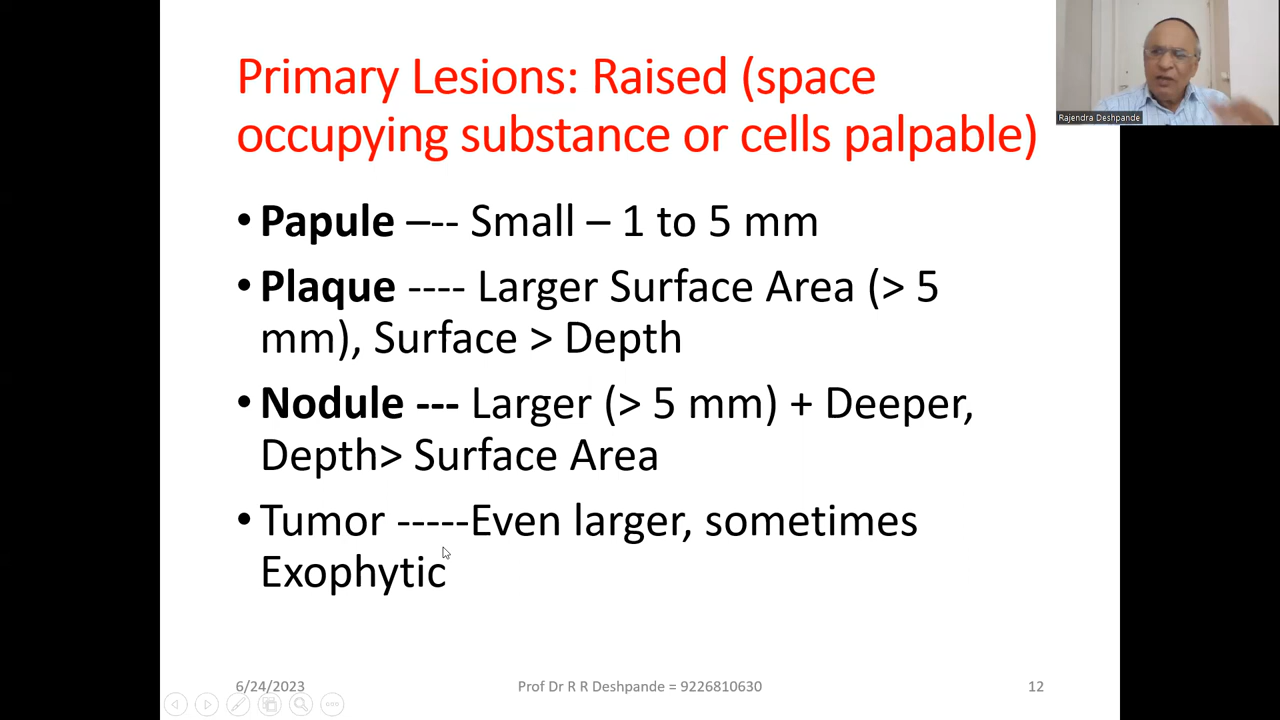 Primary Lesions: Raised (space
occupying substance or cells palpable)
Rajendra Deshpande
•Papule –-- Small – 1 to 5 mm
•Plaque ---- Larger Surface Area (> 5
mm), Surface > Depth
•Nodule --- Larger (> 5 mm) + Deeper,
Depth> Surface Area
•Tumor -----Even larger, sometimes
Exophytic
6/24/2023
Prof Dr R R Deshpande = 9226810630
12